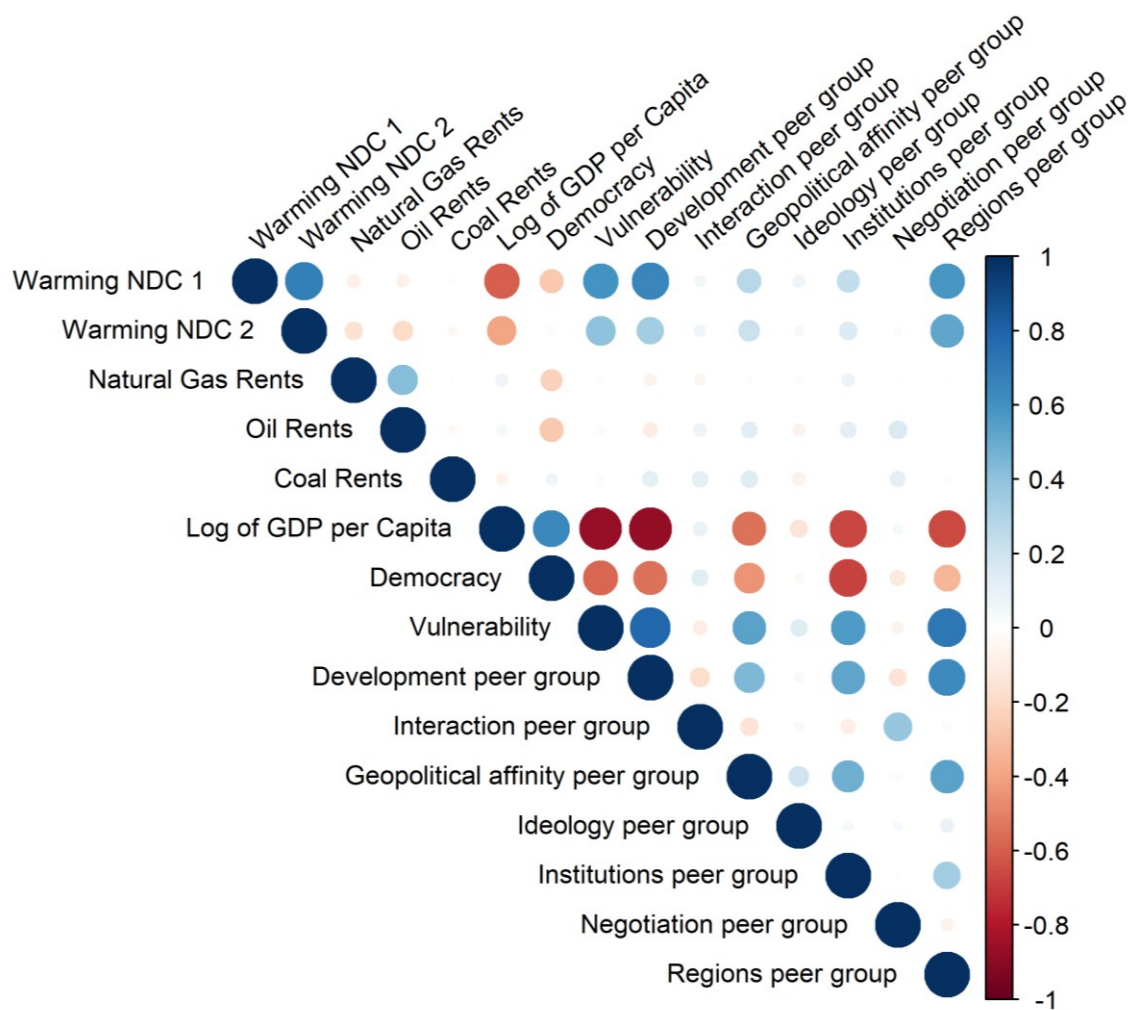 Warming NDC 1
Warming NDC 2
Natural Gas Rents
Oil Rents
Coal Rents
Log of GDP per Capita
Democracy
Vulnerability
Development peer group
Interaction peer group
Geopolitical affinity peer group
Ideology peer group
Institutions peer group
Negotiation peer group
Regions peer group
Warming NDC 1
Warming NDC 2
Natural Gas Rents
Oil Rents
Coal Rents
Log of GDP per Capita
Democracy
Vulnerability
Development peer group
Interaction peer group
Geopolitical affinity peer group
Ideology peer group
Institutions peer group
Negotiation peer group
Regions peer group
1
0.8
0.6
0.4
0.2
0
-0.2
-0.4
-0.6
-0.8
-1